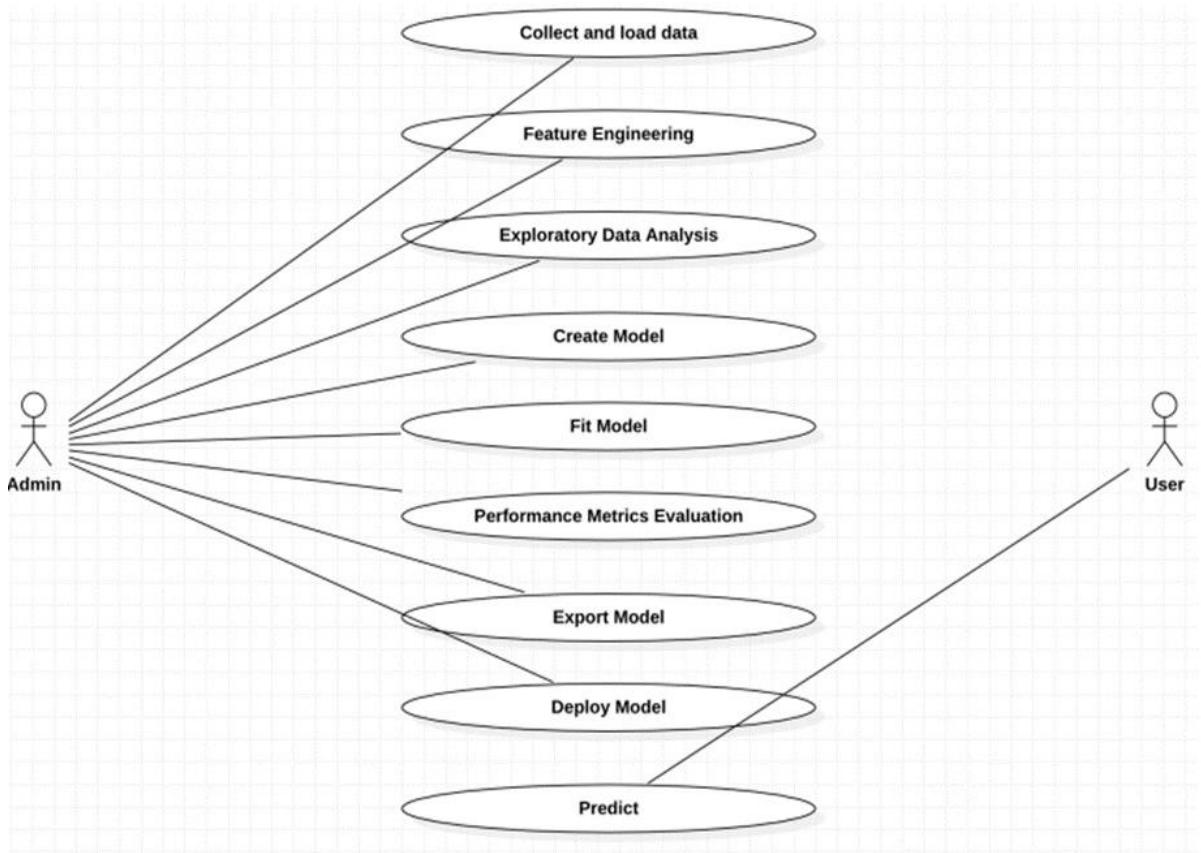 Collect and load data
Feature Engineering
Exploratory Data Analysis
Create Model
Fit Model
Admin
User
Performance Metrics Evaluation
Export Model
Deploy Model
Predict